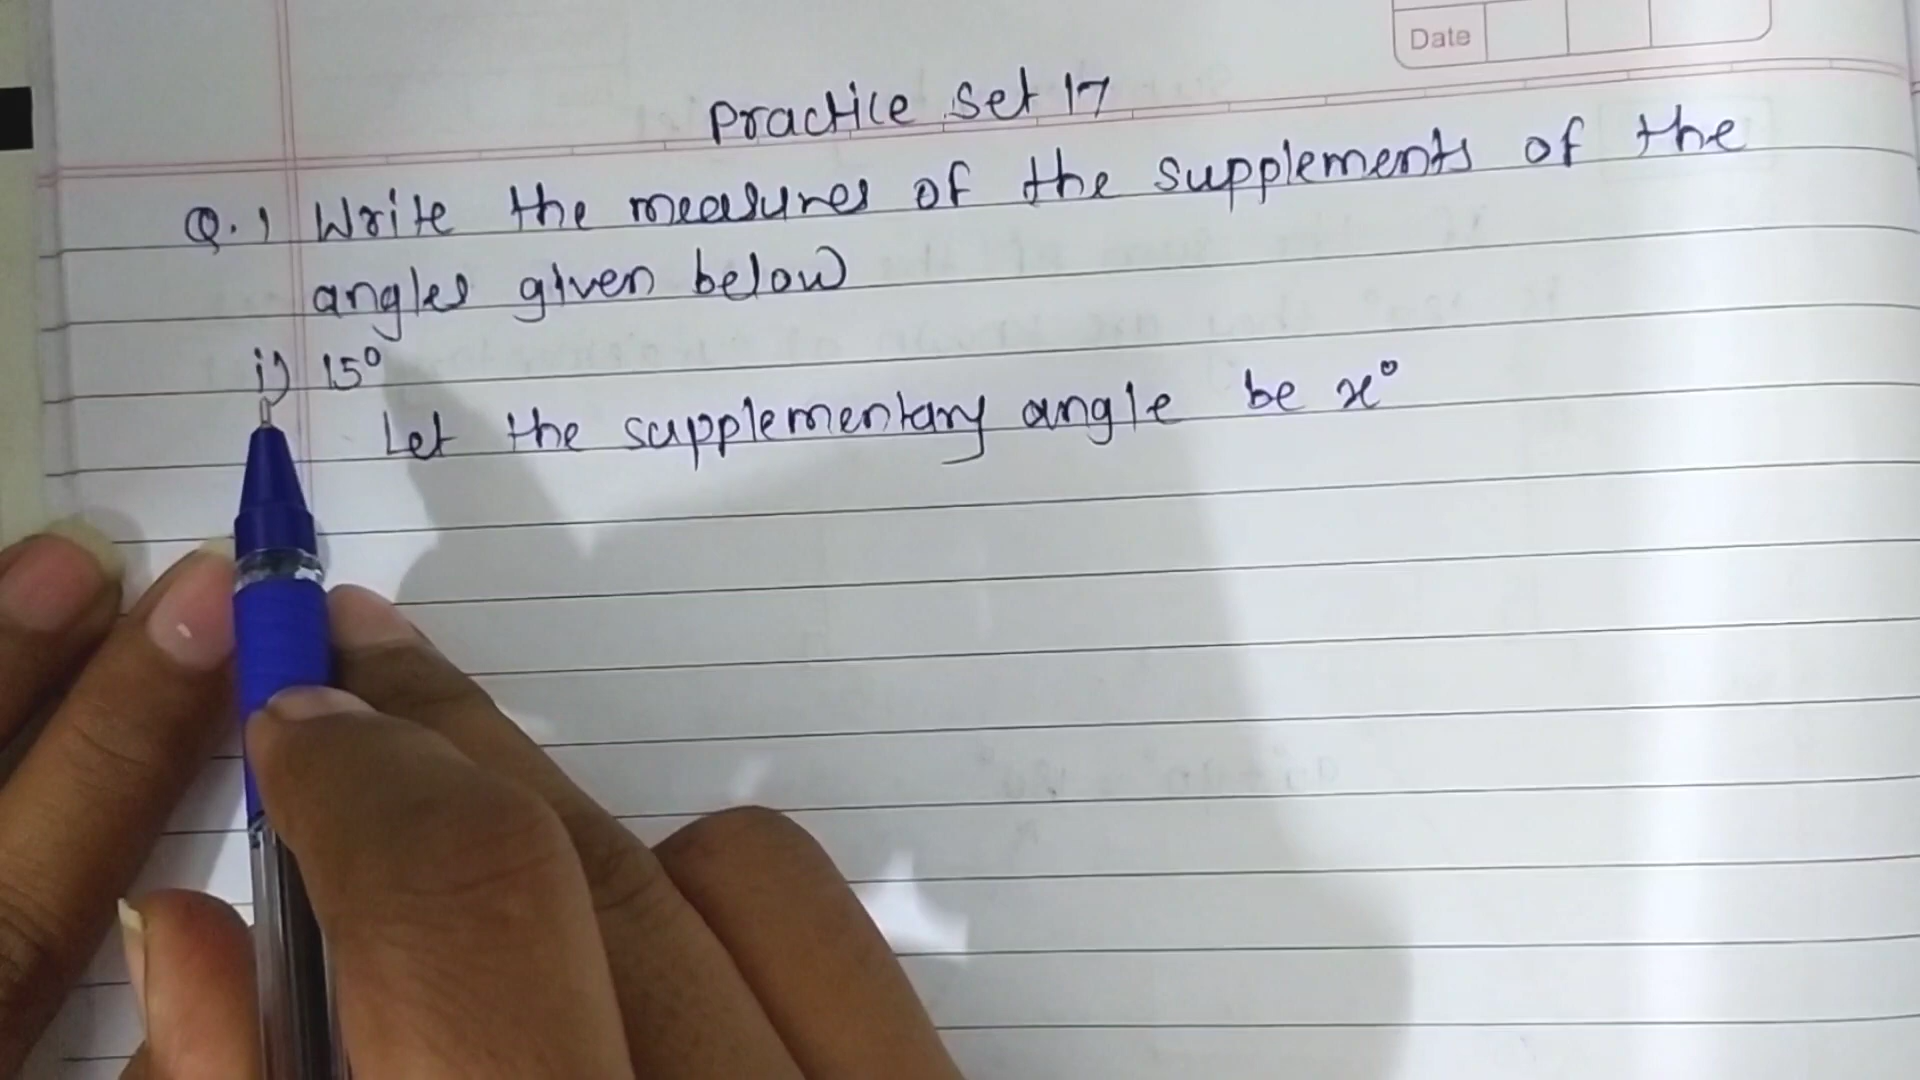 Date
Practice Set 17
Q.1 Write the measures of the supplements of the
angles given below
i) 15°
Let the supplementary angle be x°